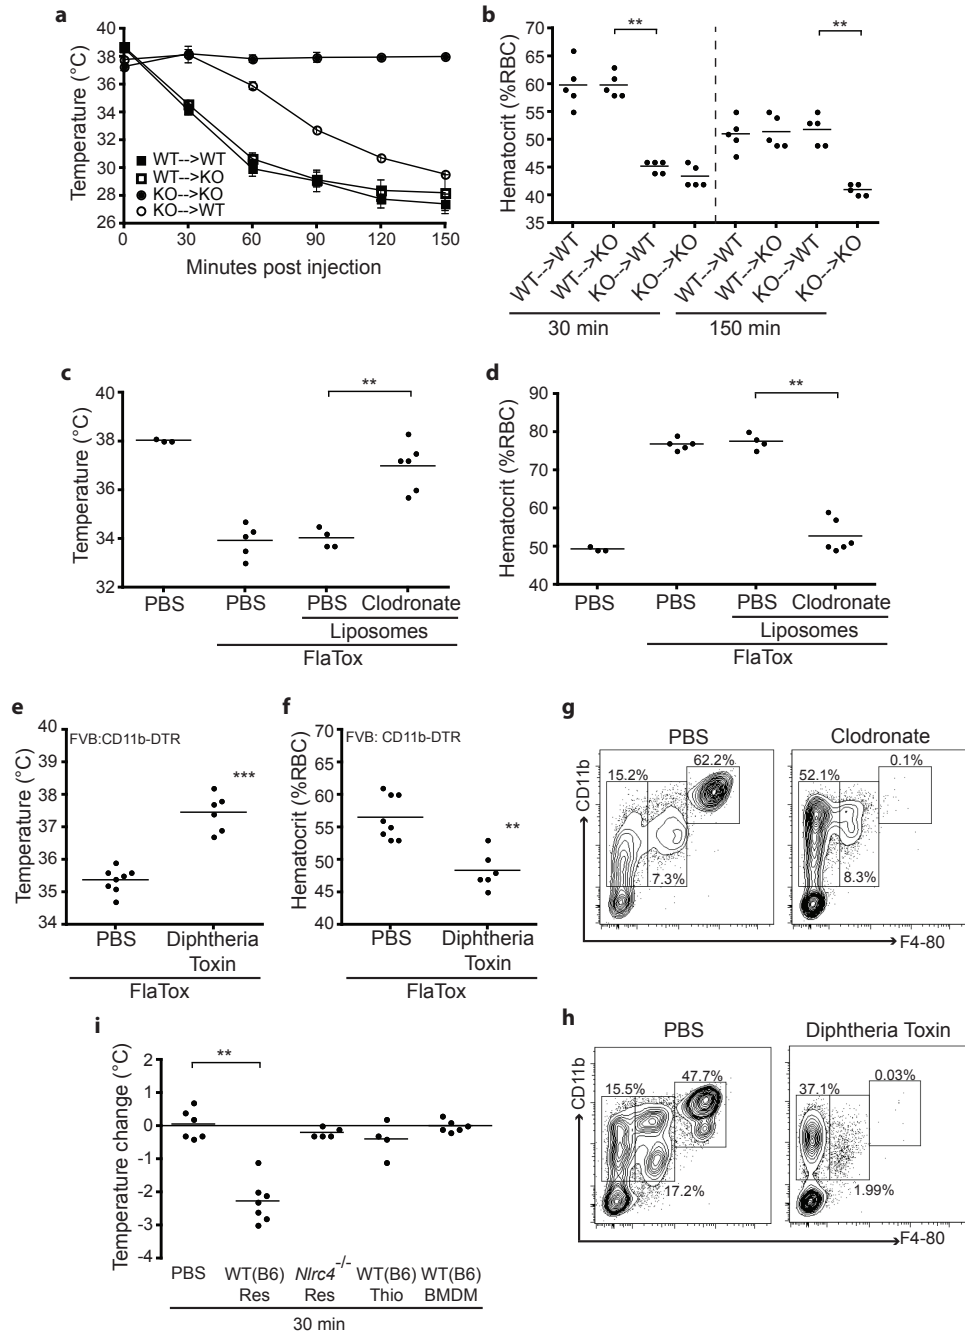 a
Temperature (°C)
40
38
36
34
32
30
28
26
WT-->WT
WT-->KO
KO-->KO
KO-->WT
0
30
60
90
120
150
Minutes post injection
b
Hematocrit (%RBC)
70
65
60
55
50
45
40
35
**
**
WT-->WT
WT-->KO
KO-->WT
KO-->KO
WT-->WT
WT-->KO
KO-->WT
KO-->KO
30 min
150 min
c
Temperature (°C)
40
38
36
34
32
**
PBS
PBS
PBS
Clodronate
Liposomes
FlaTox
d
Hematocrit (%RBC)
90
80
70
60
50
40
**
PBS
PBS
PBS
Clodronate
Liposomes
FlaTox
e
Temperature (°C)
39
38
37
36
35
34
FVB:CD11b-DTR
***
PBS
Diphtheria
Toxin
FlaTox
f
Hematocrit (%RBC)
70
65
60
55
50
45
40
FVB: CD11b-DTR
**
PBS
Diphtheria
Toxin
FlaTox
g
PBS
Clodronate
CD11b
15.2%
62.2%
7.3%
52.1%
0.1%
8.3%
F4-80
h
PBS
Diphtheria Toxin
CD11b
15.5%
47.7%
17.2%
37.1%
0.03%
1.99%
F4-80
i
Temperature change (°C)
2
1
0
-1
-2
-3
-4
**
PBS
WT(B6)
Res
Nlrc4-/-
Res
WT(B6)
Thio
WT(B6)
BMDM
30 min